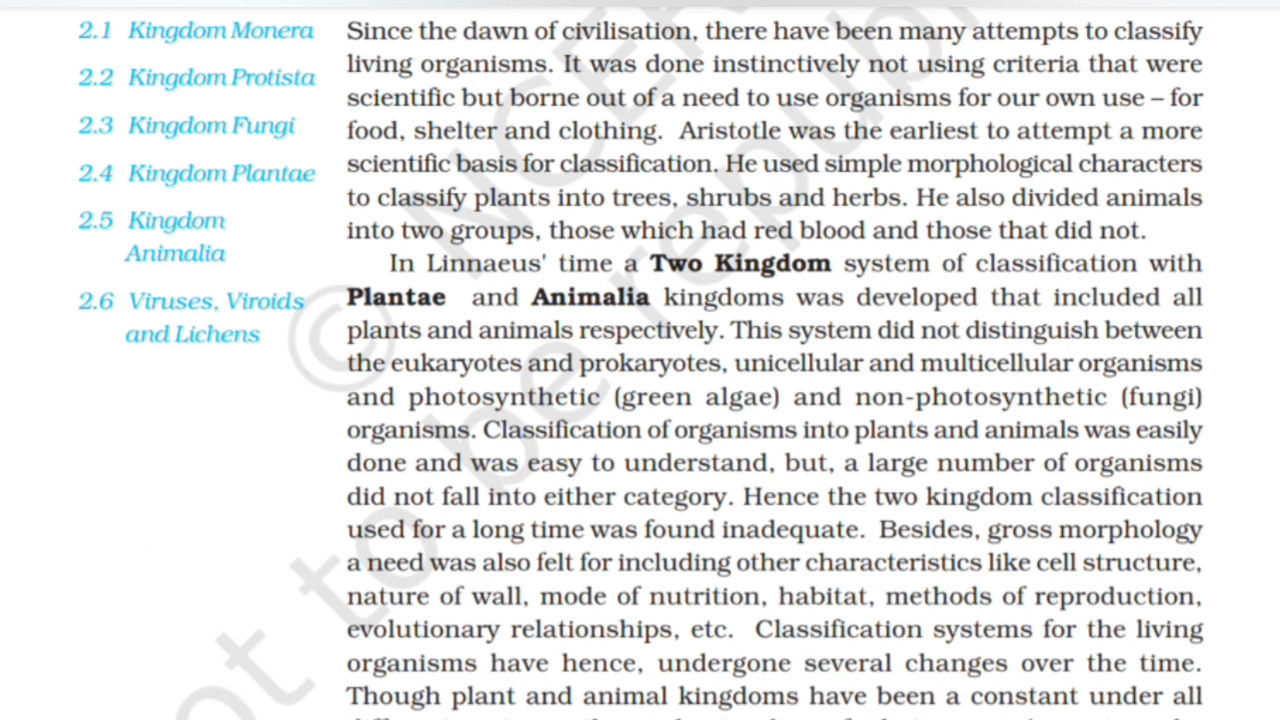 2.1 Kingdom Monera
2.2 Kingdom Protista
2.3 Kingdom Fungi
2.4 Kingdom Plantae
2.5 Kingdom
Animalia
2.6 Viruses, Viroids
and Lichens
Since the dawn of civilisation, there have been many attempts to classify
living organisms. It was done instinctively not using criteria that were
scientific but borne out of a need to use organisms for our own use – for
food, shelter and clothing. Aristotle was the earliest to attempt a more
scientific basis for classification. He used simple morphological characters
to classify plants into trees, shrubs and herbs. He also divided animals
into two groups, those which had red blood and those that did not.
In Linnaeus' time a Two Kingdom system of classification with
Plantae and Animalia kingdoms was developed that included all
plants and animals respectively. This system did not distinguish between
the eukaryotes and prokaryotes, unicellular and multicellular organisms
and photosynthetic (green algae) and non-photosynthetic (fungi)
organisms. Classification of organisms into plants and animals was easily
done and was easy to understand, but, a large number of organisms
did not fall into either category. Hence the two kingdom classification
used for a long time was found inadequate. Besides, gross morphology
a need was also felt for including other characteristics like cell structure,
nature of wall, mode of nutrition, habitat, methods of reproduction,
evolutionary relationships, etc. Classification systems for the living
organisms have hence, undergone several changes over the time.
Though plant and animal kingdoms have been a constant under all
© NCE
not to be republ